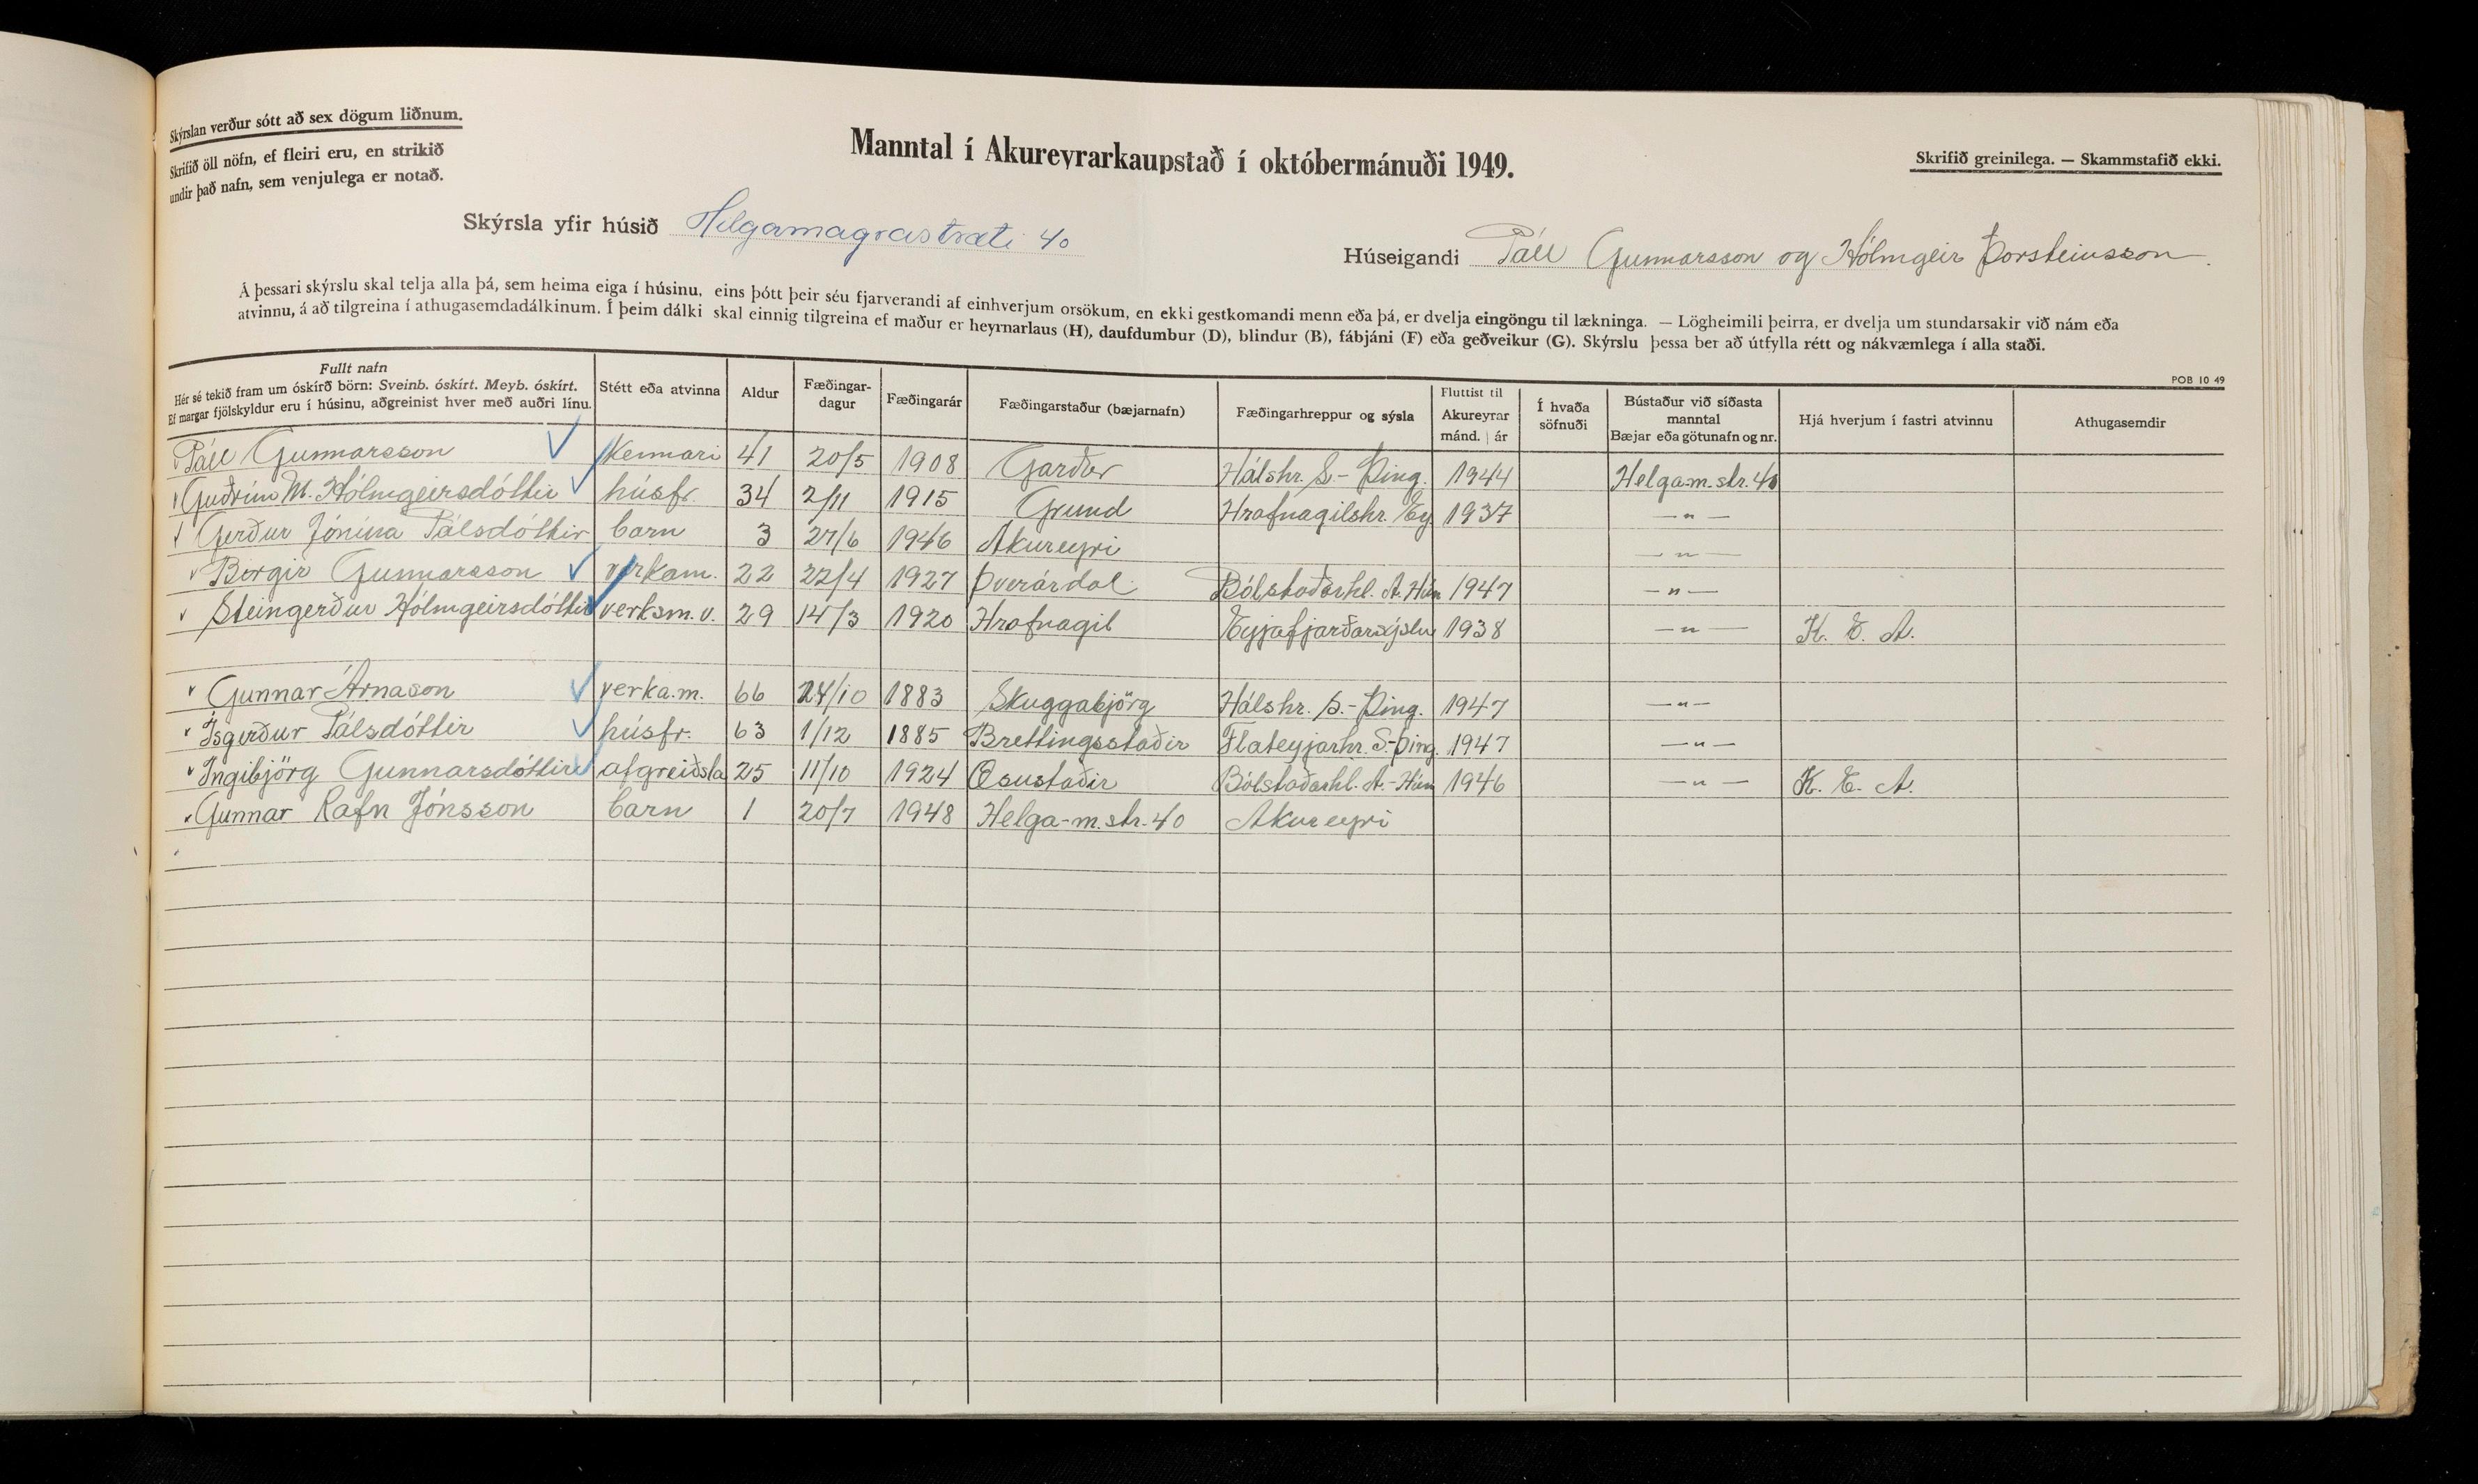 Skýrslan verður sótt að sex dögum liðnum.
Skrifið öll nöfn, ef fleiri eru, en strikið
undir það nafn, sem venjulega er notað.
Manntal í Akureyrarkaupstað í októbermánuði 1949.
Skrifið greinilega. — Skammstafið ekki.
Skýrsla yfir húsið Helgamagrastræti 40
Húseigandi Páll Gunnarsson og Hólmgeir Þorsteinsson.
Á þessari skýrslu skal telja alla þá, sem heima eiga í húsinu, eins þótt þeir séu fjarverandi af einhverjum orsökum, en ekki gestkomandi menn eða þá, er dvelja eingöngu til lækninga. — Lögheimili þeirra, er dvelja um stundarsakir við nám eða
atvinnu, á að tilgreina í athugasemdadálkinum. Í þeim dálki skal einnig tilgreina ef maður er heyrnarlaus (H), daufdumbur (D), blindur (B), fábjáni (F) eða geðveikur (G). Skýrslu þessa ber að útfylla rétt og nákvæmlega í alla staði.
POB 10 49
Fullt nafn
Hér sé tekið fram um óskírð börn: Sveinb. óskírt. Meyb. óskírt.
Ef margar fjölskyldur eru í húsinu, aðgreinist hver með auðri línu.
Stétt eða atvinna
Aldur
Fæðingar-
dagur
Fæðingarár
Fæðingarstaður (bæjarnafn)
Fæðingarhreppur og sýsla
Fluttist til
Akureyrar
mánd. | ár
Í hvaða
söfnuði
Bústaður við síðasta
manntal
Bæjar eða götunafn og nr.
Hjá hverjum í fastri atvinnu
Athugasemdir
Páll Gunnarsson Kennari 41 20/5 1908 Garður Hálshr. S.-Þing. 1944 Helgam.str. 40
Guðrún M. Hólmgeirsdóttir húsfr. 34 2/11 1915 Grund Hrafnagilshr. Ey. 1937 —"—
Gerður Jónína Pálsdóttir barn 3 27/6 1946 Akureyri —"—
Birgir Gunnarsson verkam. 22 22/4 1927 Þverárdal Bólstaðarhl. A. Hún 1947 —"—
Steingerður Hólmgeirsdóttir verksm.v. 29 14/3 1920 Hrafnagil Eyjafjarðarsýslu 1938 —"— K. E. A.
Gunnar Árnason verka.m. 66 24/10 1883 Skuggabjörg Hálshr. S.-Þing. 1947 —"—
Ísgerður Pálsdóttir húsfr. 63 1/12 1885 Brettingsstaðir Flateyjarhr. S.-Þing. 1947 —"—
Ingibjörg Gunnarsdóttir afgreiðsla 25 11/10 1924 Æsustaðir Bólstaðarhl. A.-Hún 1946 —"— K. E. A.
Gunnar Rafn Jónsson barn 1 20/7 1948 Helga-m.str. 40 Akureyri